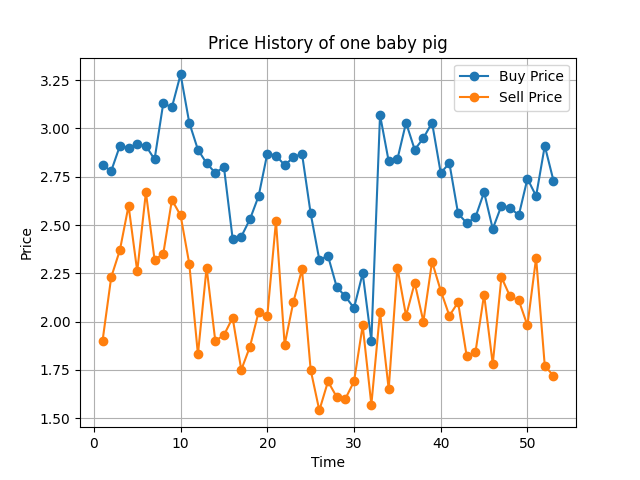 Price History of one baby pig
Buy Price
Sell Price
Price
3.25
3.00
2.75
2.50
2.25
2.00
1.75
1.50
0 10 20 30 40 50
Time